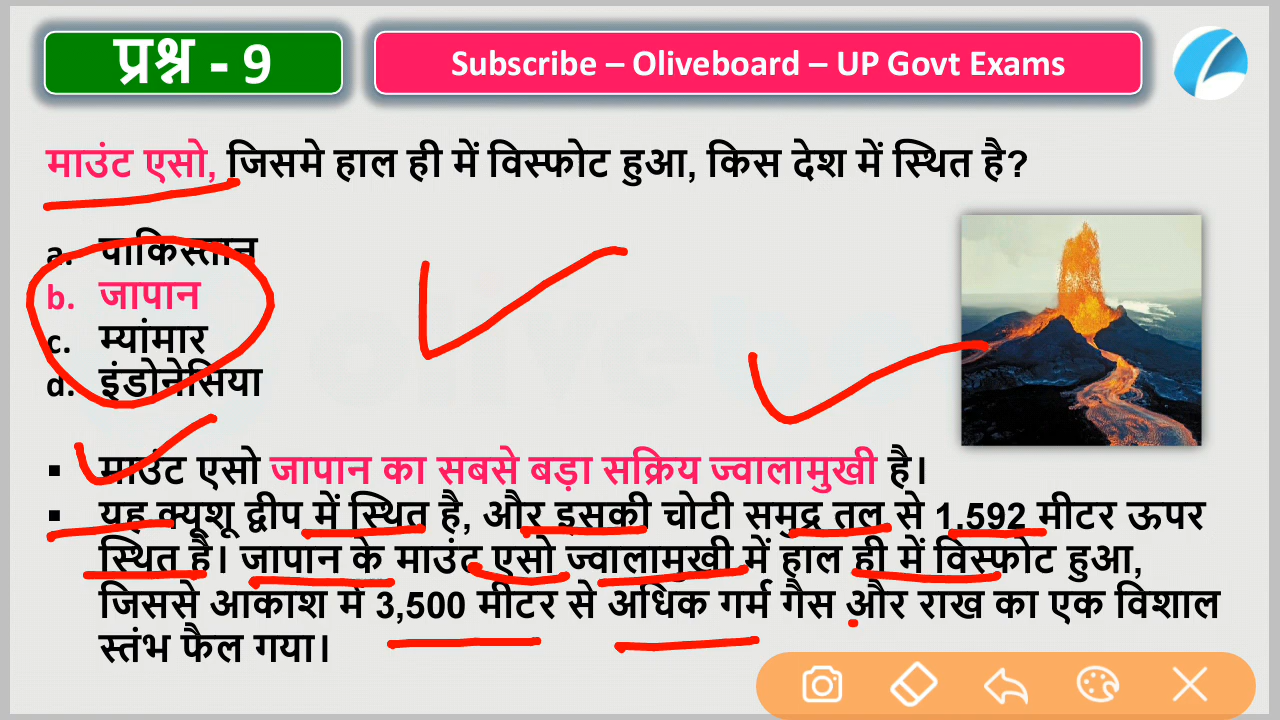 प्रश्न - 9
Subscribe – Oliveboard – UP Govt Exams
माउंट एसो, जिसमे हाल ही में विस्फोट हुआ, किस देश में स्थित है?
a. पाकिस्तान
b. जापान
c. म्यांमार
d. इंडोनेसिया
▪ माउंट एसो जापान का सबसे बड़ा सक्रिय ज्वालामुखी है।
▪ यह क्यूशू द्वीप में स्थित है, और इसकी चोटी समुद्र तल से 1,592 मीटर ऊपर
स्थित है। जापान के माउंट एसो ज्वालामुखी में हाल ही में विस्फोट हुआ,
जिससे आकाश में 3,500 मीटर से अधिक गर्म गैस और राख का एक विशाल
स्तंभ फैल गया।